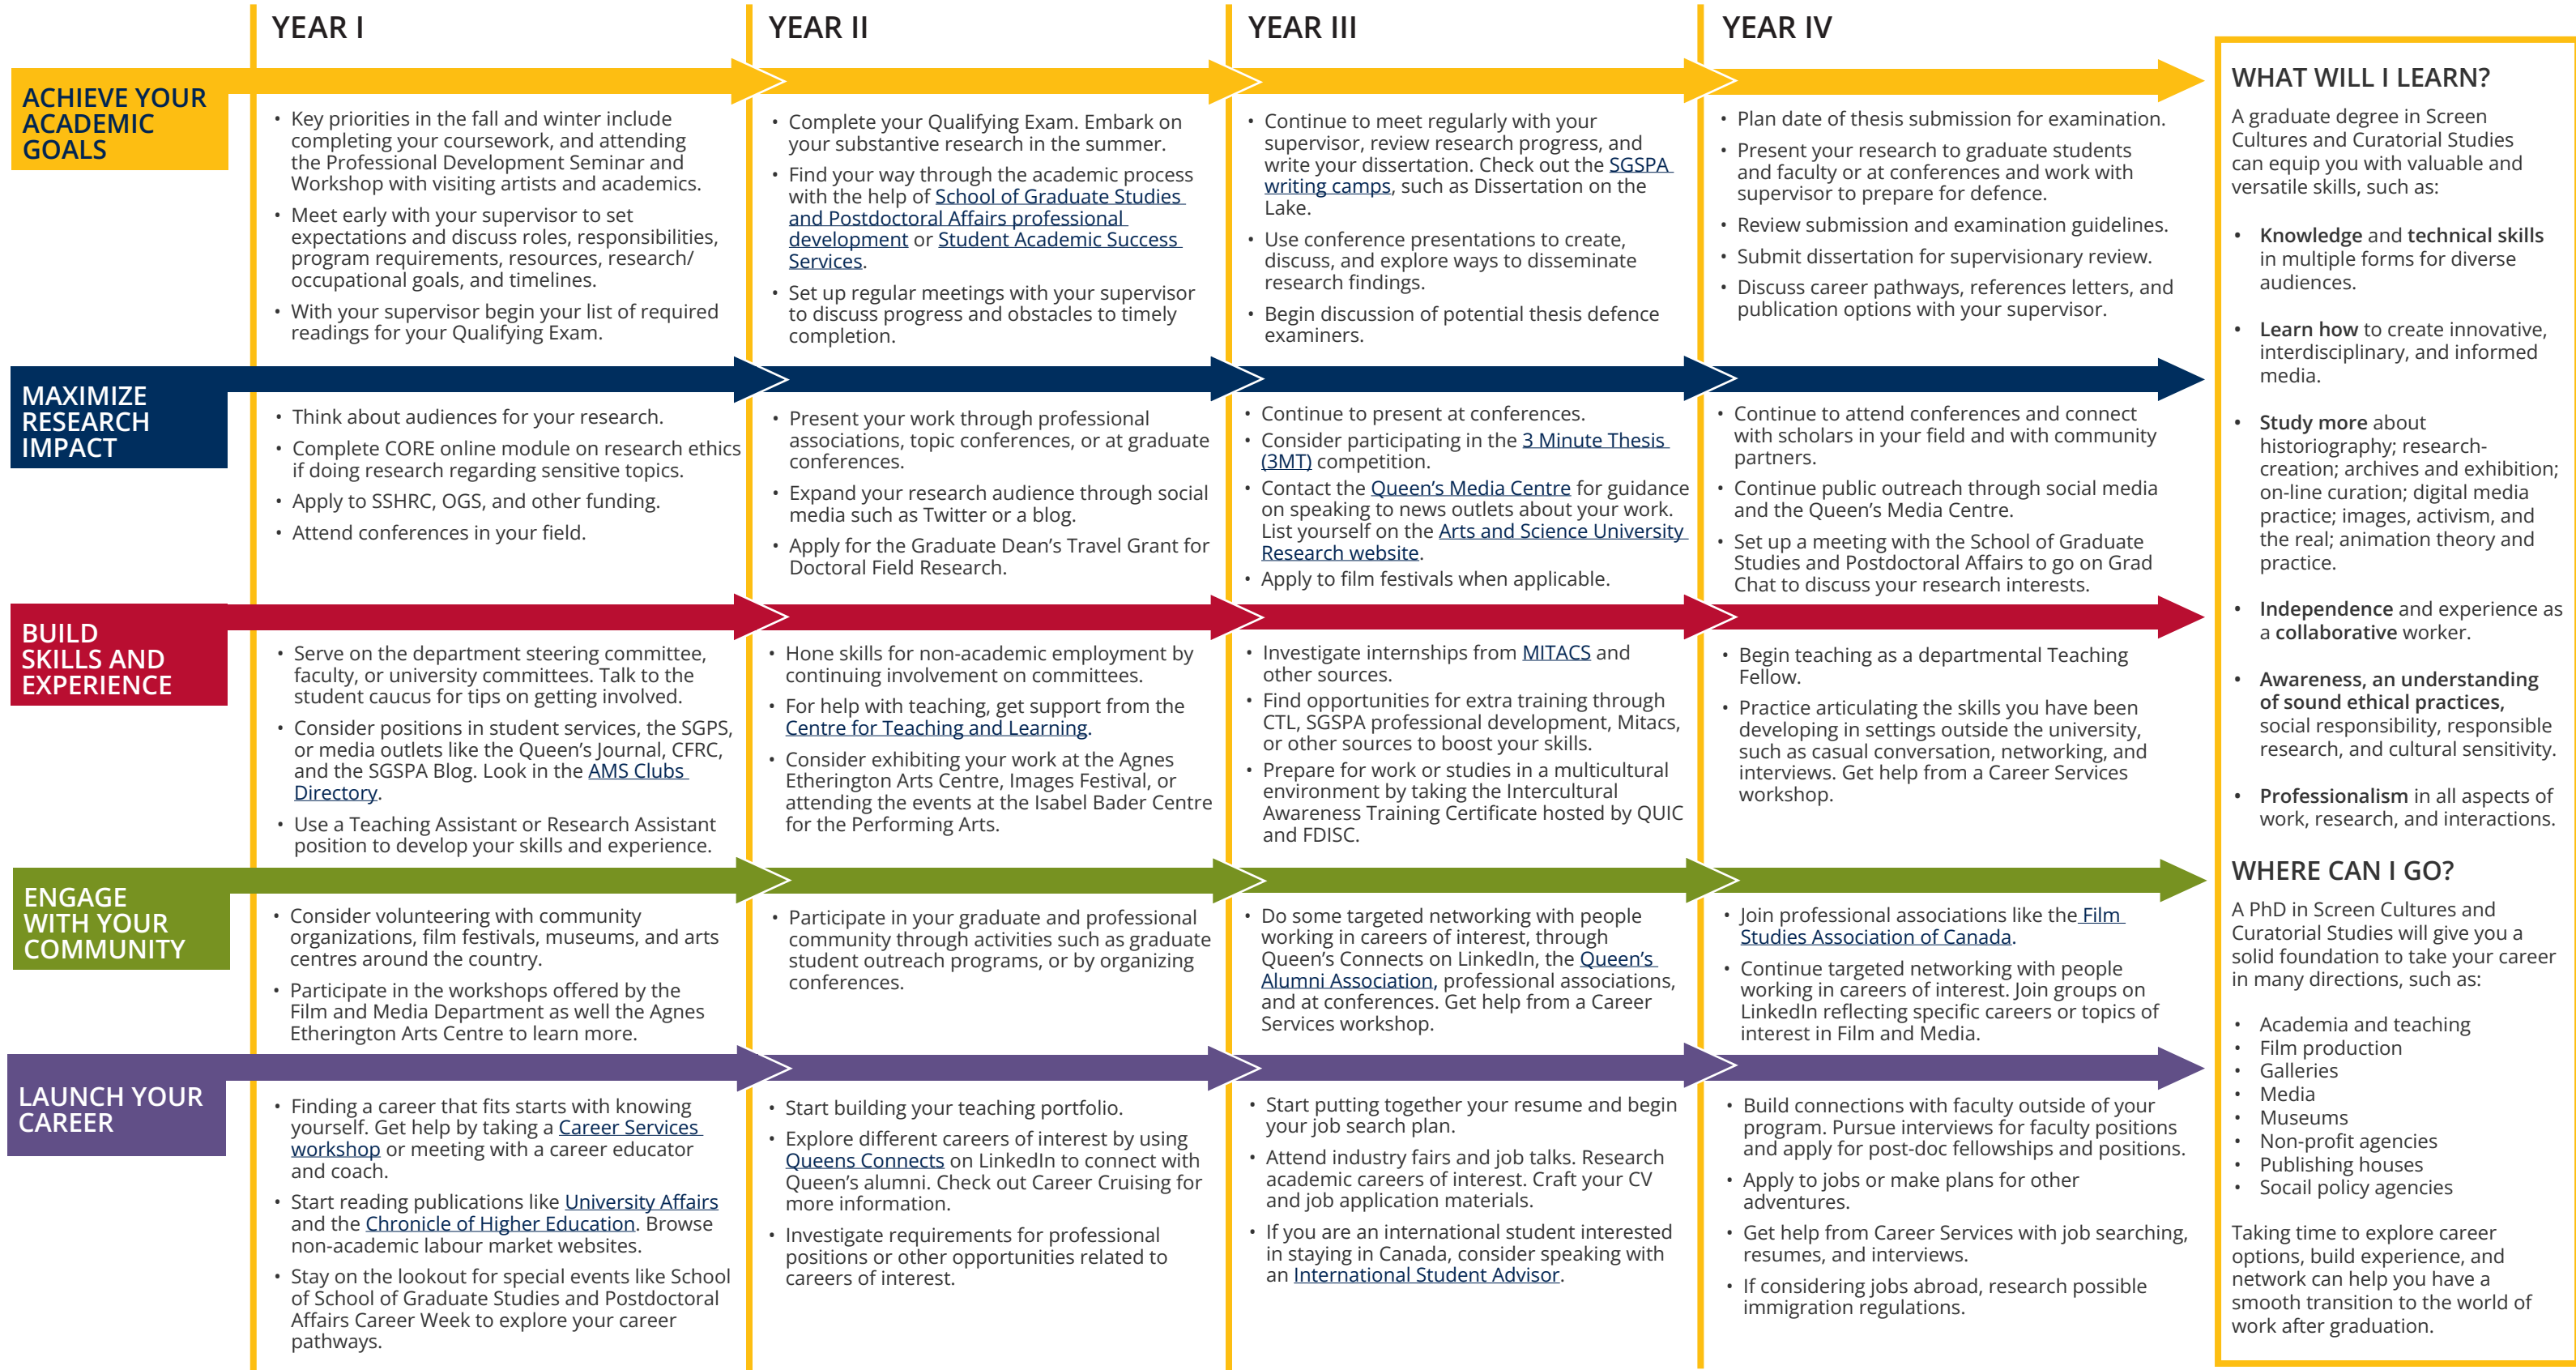 YEAR I
YEAR II
YEAR III
YEAR IV
ACHIEVE YOUR
ACADEMIC
GOALS
• Key priorities in the fall and winter include
completing your coursework, and attending
the Professional Development Seminar and
Workshop with visiting artists and academics.
• Meet early with your supervisor to set
expectations and discuss roles, responsibilities,
program requirements, resources, research/
occupational goals, and timelines.
• With your supervisor begin your list of required
readings for your Qualifying Exam.
• Complete your Qualifying Exam. Embark on
your substantive research in the summer.
• Find your way through the academic process
with the help of School of Graduate Studies
and Postdoctoral Affairs professional
development or Student Academic Success
Services.
• Set up regular meetings with your supervisor
to discuss progress and obstacles to timely
completion.
• Continue to meet regularly with your
supervisor, review research progress, and
write your dissertation. Check out the SGSPA
writing camps, such as Dissertation on the
Lake.
• Use conference presentations to create,
discuss, and explore ways to disseminate
research findings.
• Begin discussion of potential thesis defence
examiners.
• Plan date of thesis submission for examination.
• Present your research to graduate students
and faculty or at conferences and work with
supervisor to prepare for defence.
• Review submission and examination guidelines.
• Submit dissertation for supervisionary review.
• Discuss career pathways, references letters, and
publication options with your supervisor.
MAXIMIZE
RESEARCH
IMPACT
• Think about audiences for your research.
• Complete CORE online module on research ethics
if doing research regarding sensitive topics.
• Apply to SSHRC, OGS, and other funding.
• Attend conferences in your field.
• Present your work through professional
associations, topic conferences, or at graduate
conferences.
• Expand your research audience through social
media such as Twitter or a blog.
• Apply for the Graduate Dean's Travel Grant for
Doctoral Field Research.
• Continue to present at conferences.
• Consider participating in the 3 Minute Thesis
(3MT) competition.
• Contact the Queen's Media Centre for guidance
on speaking to news outlets about your work.
List yourself on the Arts and Science University
Research website.
• Apply to film festivals when applicable.
• Continue to attend conferences and connect
with scholars in your field and with community
partners.
• Continue public outreach through social media
and the Queen's Media Centre.
• Set up a meeting with the School of Graduate
Studies and Postdoctoral Affairs to go on Grad
Chat to discuss your research interests.
BUILD
SKILLS AND
EXPERIENCE
• Serve on the department steering committee,
faculty, or university committees. Talk to the
student caucus for tips on getting involved.
• Consider positions in student services, the SGPS,
or media outlets like the Queen's Journal, CFRC,
and the SGSPA Blog. Look in the AMS Clubs
Directory.
• Use a Teaching Assistant or Research Assistant
position to develop your skills and experience.
• Hone skills for non-academic employment by
continuing involvement on committees.
• For help with teaching, get support from the
Centre for Teaching and Learning.
• Consider exhibiting your work at the Agnes
Etherington Arts Centre, Images Festival, or
attending the events at the Isabel Bader Centre
for the Performing Arts.
• Investigate internships from MITACS and
other sources.
• Find opportunities for extra training through
CTL, SGSPA professional development, Mitacs,
or other sources to boost your skills.
• Prepare for work or studies in a multicultural
environment by taking the Intercultural
Awareness Training Certificate hosted by QUIC
and FDISC.
• Begin teaching as a departmental Teaching
Fellow.
• Practice articulating the skills you have been
developing in settings outside the university,
such as casual conversation, networking, and
interviews. Get help from a Career Services
workshop.
ENGAGE
WITH YOUR
COMMUNITY
• Consider volunteering with community
organizations, film festivals, museums, and arts
centres around the country.
• Participate in the workshops offered by the
Film and Media Department as well the Agnes
Etherington Arts Centre to learn more.
• Participate in your graduate and professional
community through activities such as graduate
student outreach programs, or by organizing
conferences.
• Do some targeted networking with people
working in careers of interest, through
Queen's Connects on LinkedIn, the Queen's
Alumni Association, professional associations,
and at conferences. Get help from a Career
Services workshop.
• Join professional associations like the Film
Studies Association of Canada.
• Continue targeted networking with people
working in careers of interest. Join groups on
LinkedIn reflecting specific careers or topics of
interest in Film and Media.
LAUNCH YOUR
CAREER
• Finding a career that fits starts with knowing
yourself. Get help by taking a Career Services
workshop or meeting with a career educator
and coach.
• Start reading publications like University Affairs
and the Chronicle of Higher Education. Browse
non-academic labour market websites.
• Stay on the lookout for special events like School
of School of Graduate Studies and Postdoctoral
Affairs Career Week to explore your career
pathways.
• Start building your teaching portfolio.
• Explore different careers of interest by using
Queens Connects on LinkedIn to connect with
Queen's alumni. Check out Career Cruising for
more information.
• Investigate requirements for professional
positions or other opportunities related to
careers of interest.
• Start putting together your resume and begin
your job search plan.
• Attend industry fairs and job talks. Research
academic careers of interest. Craft your CV
and job application materials.
• If you are an international student interested
in staying in Canada, consider speaking with
an International Student Advisor.
• Build connections with faculty outside of your
program. Pursue interviews for faculty positions
and apply for post-doc fellowships and positions.
• Apply to jobs or make plans for other
adventures.
• Get help from Career Services with job searching,
resumes, and interviews.
• If considering jobs abroad, research possible
immigration regulations.
WHAT WILL I LEARN?
A graduate degree in Screen
Cultures and Curatorial Studies
can equip you with valuable and
versatile skills, such as:
• Knowledge and technical skills
in multiple forms for diverse
audiences.
• Learn how to create innovative,
interdisciplinary, and informed
media.
• Study more about
historiography; research-
creation; archives and exhibition;
on-line curation; digital media
practice; images, activism, and
the real; animation theory and
practice.
• Independence and experience as
a collaborative worker.
• Awareness, an understanding
of sound ethical practices,
social responsibility, responsible
research, and cultural sensitivity.
• Professionalism in all aspects of
work, research, and interactions.
WHERE CAN I GO?
A PhD in Screen Cultures and
Curatorial Studies will give you a
solid foundation to take your career
in many directions, such as:
• Academia and teaching
• Film production
• Galleries
• Media
• Museums
• Non-profit agencies
• Publishing houses
• Socail policy agencies
Taking time to explore career
options, build experience, and
network can help you have a
smooth transition to the world of
work after graduation.